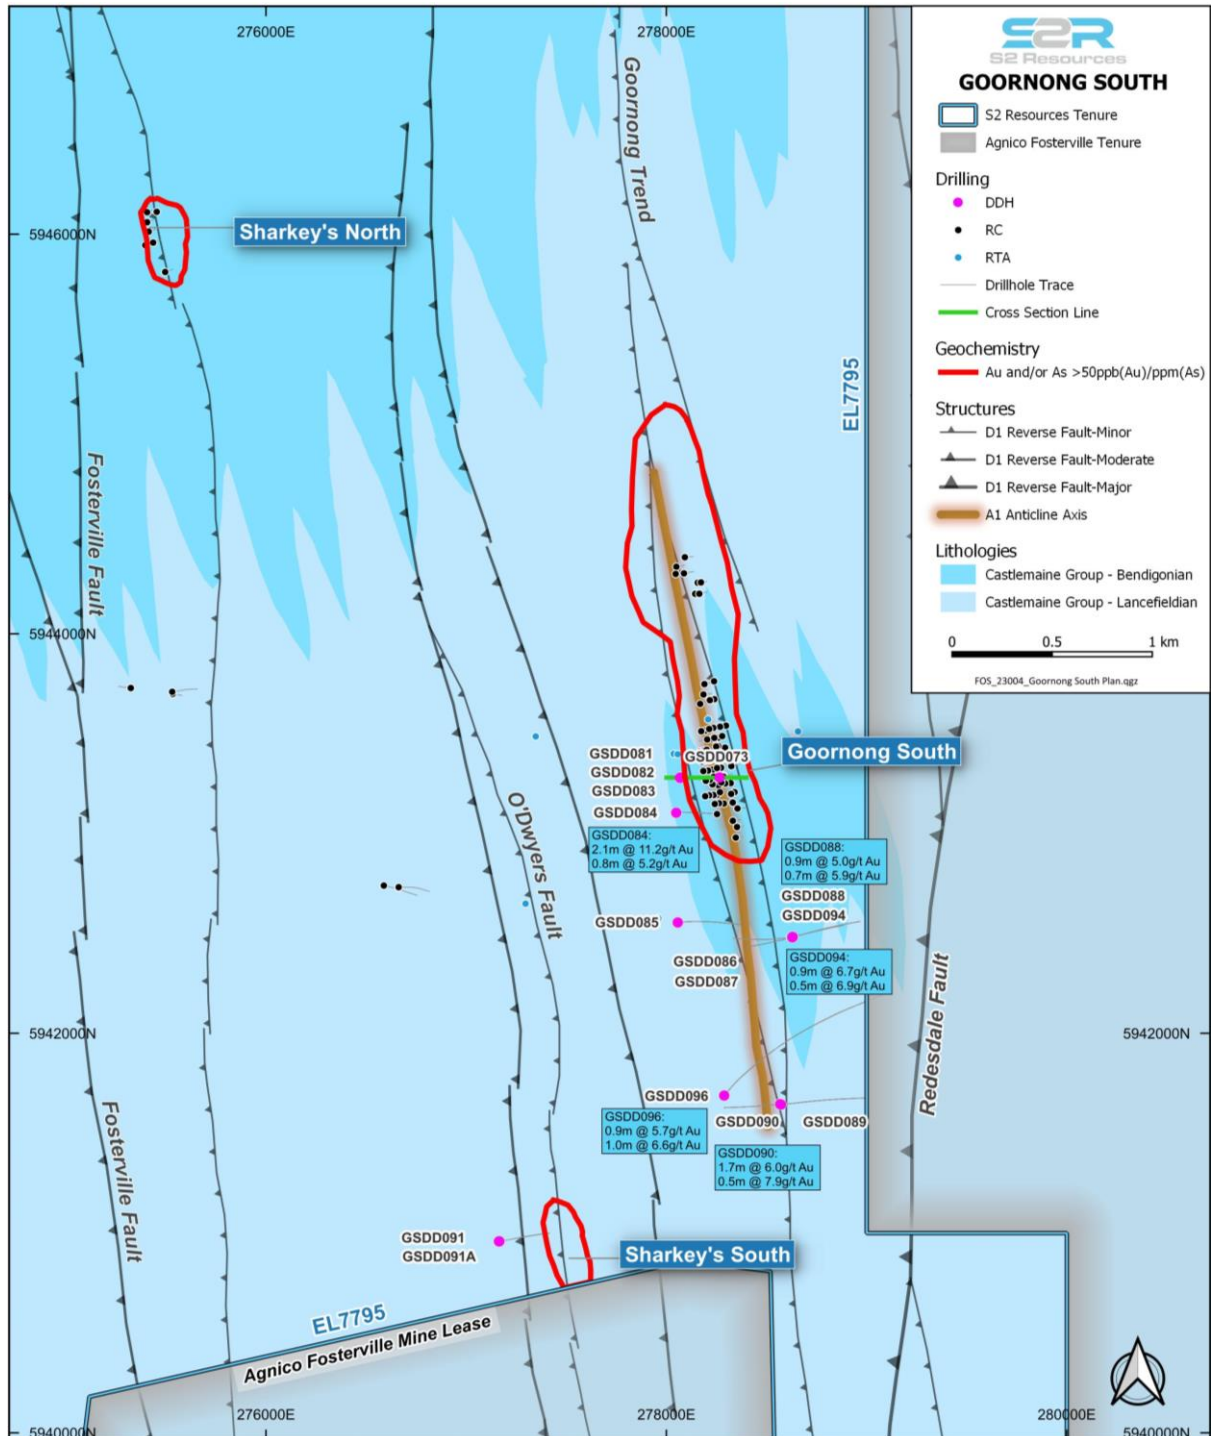 276000E
278000E
S2R
S2 Resources
GOORNONG SOUTH
S2 Resources Tenure
Agnico Fosterville Tenure
Drilling
DDH
RC
RTA
Drillhole Trace
Cross Section Line
Geochemistry
Au and/or As >50ppb(Au)/ppm(As)
Structures
D1 Reverse Fault-Minor
D1 Reverse Fault-Moderate
D1 Reverse Fault-Major
A1 Anticline Axis
Lithologies
Castlemaine Group - Bendigonian
Castlemaine Group - Lancefieldian
0 0.5 1 km
FOS_23004_Goornong South Plan.qgz
Goornong Trend
5946000N
Sharkey's North
EL7795
Fosterville Fault
5944000N
GSDD081
GSDD073
Goornong South
GSDD082
GSDD083
GSDD084
O'Dwyers Fault
GSDD084:
2.1m @ 11.2g/t Au
0.8m @ 5.2g/t Au
GSDD088:
0.9m @ 5.0g/t Au
0.7m @ 5.9g/t Au
GSDD088
GSDD094
GSDD085
GSDD086
GSDD087
GSDD094:
0.9m @ 6.7g/t Au
0.5m @ 6.9g/t Au
Redesdale Fault
5942000N
5942000N
GSDD096
GSDD096:
0.9m @ 5.7g/t Au
1.0m @ 6.6g/t Au
GSDD090
GSDD089
GSDD090:
1.7m @ 6.0g/t Au
0.5m @ 7.9g/t Au
Fosterville Fault
GSDD091
GSDD091A
Sharkey's South
EL7795
Agnico Fosterville Mine Lease
276000E
278000E
280000E
5940000N
5940000N